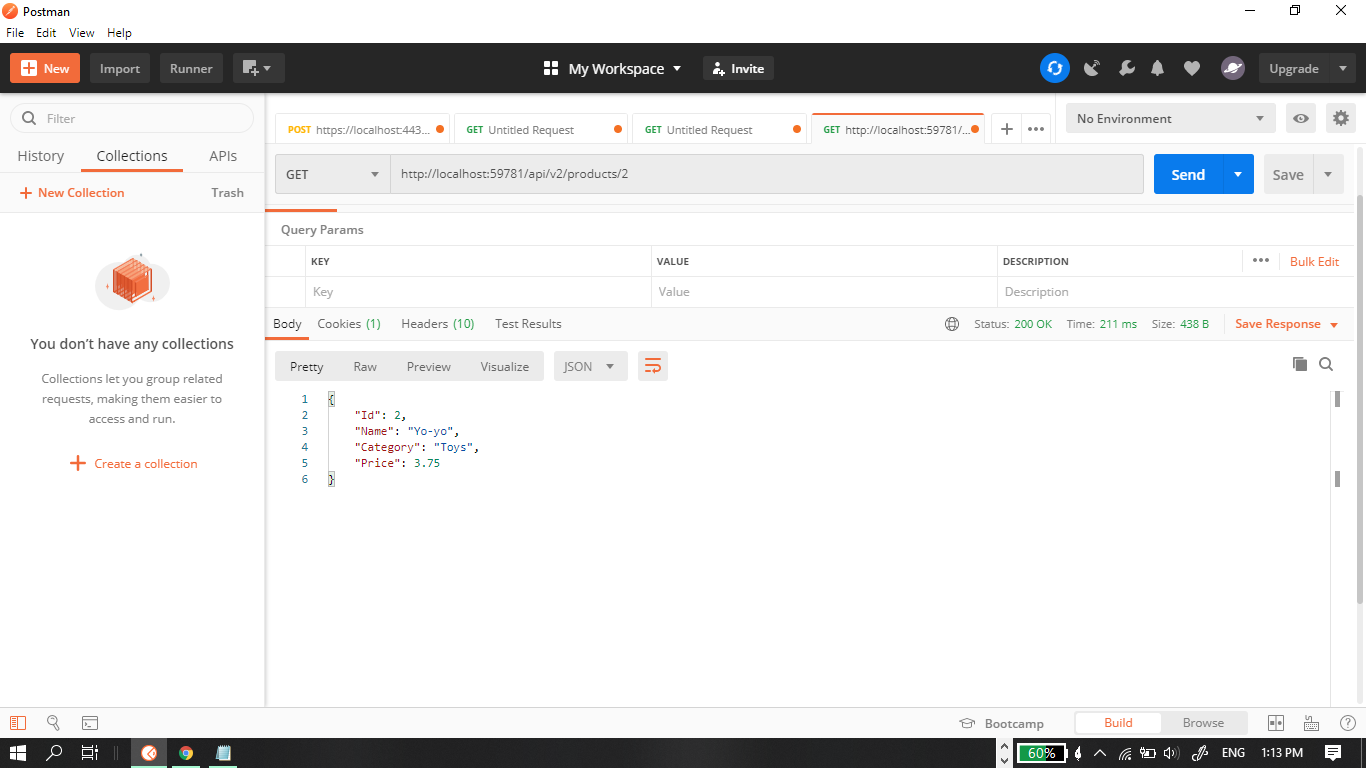 Postman
File Edit View Help
New Import Runner My Workspace Invite Upgrade
Filter
History Collections APIs
New Collection Trash
You don’t have any collections
Collections let you group related
requests, making them easier to
access and run.
Create a collection
POST https://localhost:443... GET Untitled Request GET Untitled Request GET http://localhost:59781/... + ••• No Environment
GET http://localhost:59781/api/v2/products/2 Send Save
Query Params
KEY VALUE DESCRIPTION ••• Bulk Edit
Key Value Description
Body Cookies (1) Headers (10) Test Results Status: 200 OK Time: 211 ms Size: 438 B Save Response
Pretty Raw Preview Visualize JSON
1 {
2 "Id": 2,
3 "Name": "Yo-yo",
4 "Category": "Toys",
5 "Price": 3.75
6 }
Bootcamp Build Browse
60% ENG 1:13 PM